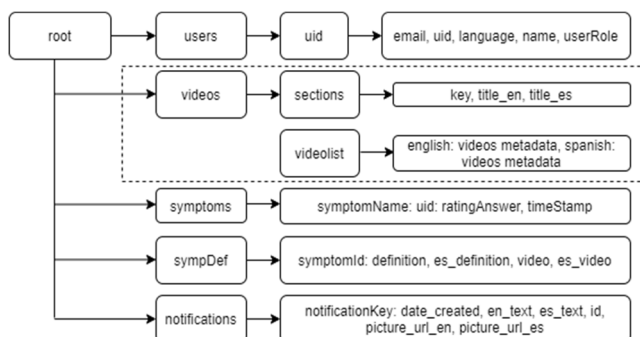 root
users
uid
email, uid, language, name, userRole
videos
sections
key, title_en, title_es
videolist
english: videos metadata, spanish:
videos metadata
symptoms
symptomName: uid: ratingAnswer, timeStamp
sympDef
symptomId: definition, es_definition, video, es_video
notifications
notificationKey: date_created, en_text, es_text, id,
picture_url_en, picture_url_es